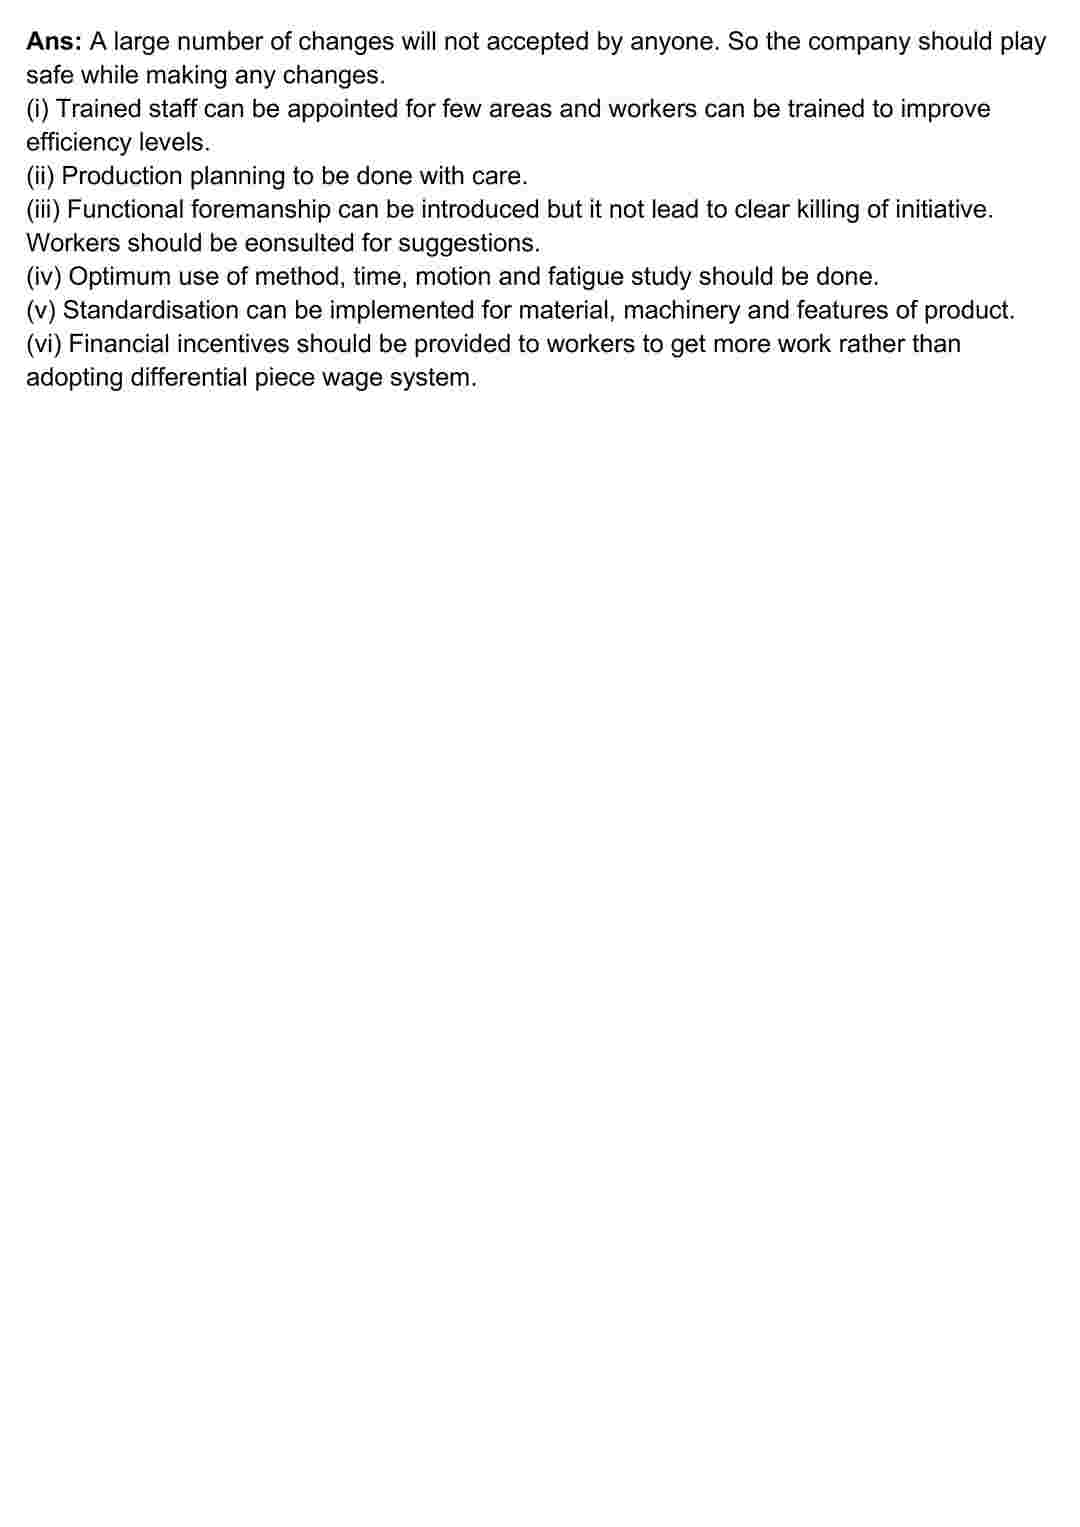 Ans: A large number of changes will not accepted by anyone. So the company should play
safe while making any changes.
(i) Trained staff can be appointed for few areas and workers can be trained to improve
efficiency levels.
(ii) Production planning to be done with care.
(iii) Functional foremanship can be introduced but it not lead to clear killing of initiative.
Workers should be eonsulted for suggestions.
(iv) Optimum use of method, time, motion and fatigue study should be done.
(v) Standardisation can be implemented for material, machinery and features of product.
(vi) Financial incentives should be provided to workers to get more work rather than
adopting differential piece wage system.